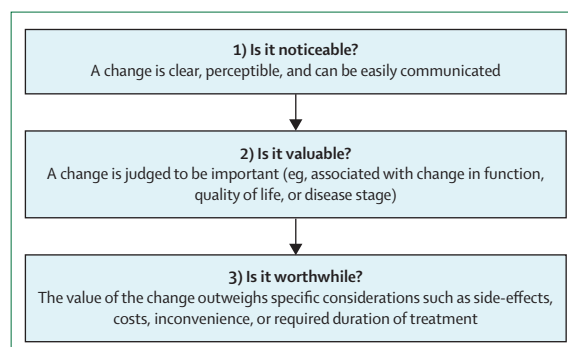 1) Is it noticeable?
A change is clear, perceptible, and can be easily communicated
2) Is it valuable?
A change is judged to be important (eg, associated with change in function,
quality of life, or disease stage)
3) Is it worthwhile?
The value of the change outweighs specific considerations such as side-effects,
costs, inconvenience, or required duration of treatment